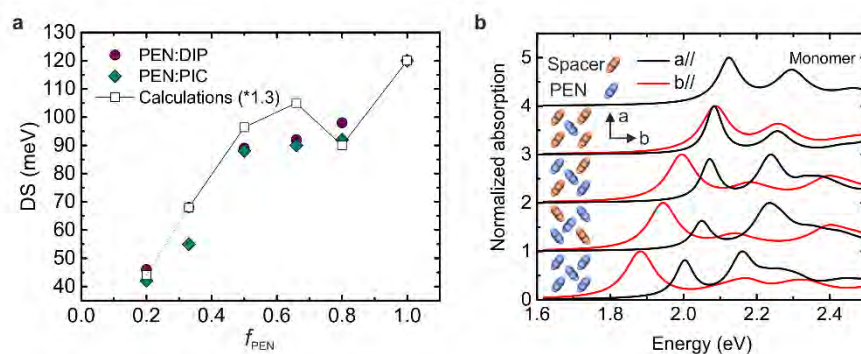 a
PEN:DIP
PEN:PIC
Calculations (*1.3)
DS (meV)
120
110
100
90
80
70
60
50
40
0.0 0.2 0.4 0.6 0.8 1.0
fPEN
b
Spacer
PEN
a//
b//
Monomer
a
b
Normalized absorption
5
4
3
2
1
0
1.6 1.8 2.0 2.2 2.4
Energy (eV)